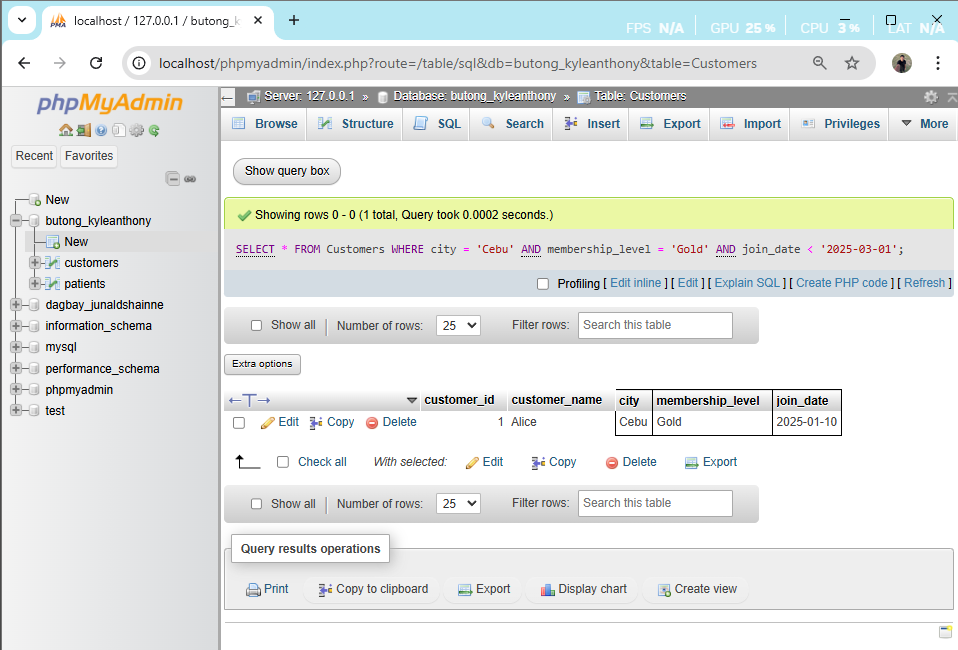 localhost / 127.0.0.1 / butong_k
FPS N/A GPU 25 % CPU 3 % LAT N/A
localhost/phpmyadmin/index.php?route=/table/sql&db=butong_kyleanthony&table=Customers
phpMyAdmin
Recent Favorites
New
butong_kyleanthony
New
customers
patients
dagbay_junaldshainne
information_schema
mysql
performance_schema
phpmyadmin
test
Server: 127.0.0.1 » Database: butong_kyleanthony » Table: Customers
Browse Structure SQL Search Insert Export Import Privileges More
Show query box
Showing rows 0 - 0 (1 total, Query took 0.0002 seconds.)
SELECT * FROM Customers WHERE city = 'Cebu' AND membership_level = 'Gold' AND join_date < '2025-03-01';
Profiling [ Edit inline ] [ Edit ] [ Explain SQL ] [ Create PHP code ] [ Refresh ]
Show all Number of rows: 25 Filter rows: Search this table
Extra options
←T→ customer_id customer_name city membership_level join_date
Edit Copy Delete 1 Alice Cebu Gold 2025-01-10
Check all With selected: Edit Copy Delete Export
Show all Number of rows: 25 Filter rows: Search this table
Query results operations
Print Copy to clipboard Export Display chart Create view